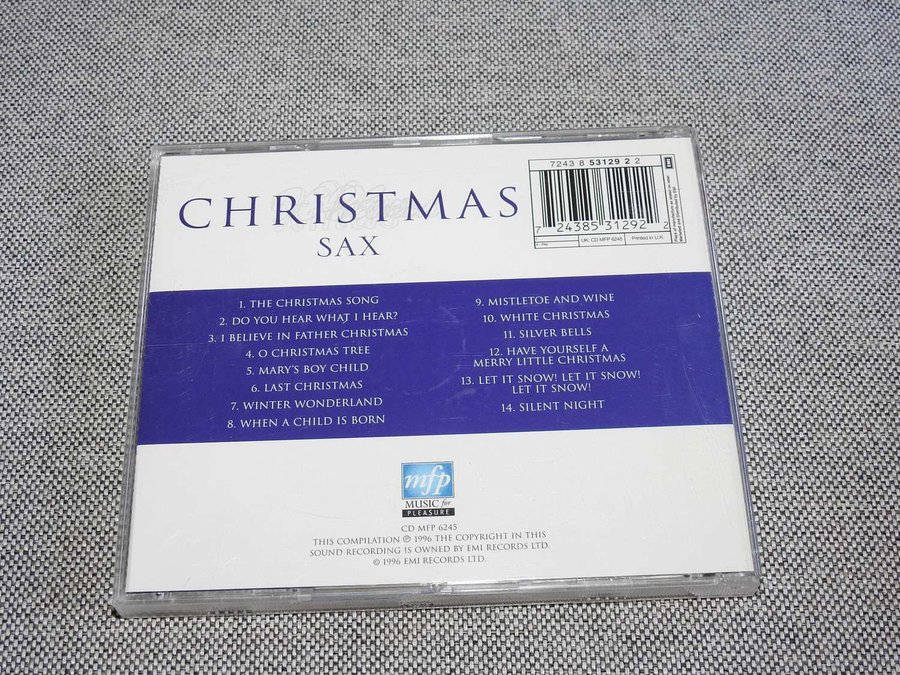 CHRISTMAS
SAX
7243 8 53129 2 2
7 24385 31292 2
UK: CD MFP 6245
Printed in U.K.
1. THE CHRISTMAS SONG
2. DO YOU HEAR WHAT I HEAR?
3. I BELIEVE IN FATHER CHRISTMAS
4. O CHRISTMAS TREE
5. MARY'S BOY CHILD
6. LAST CHRISTMAS
7. WINTER WONDERLAND
8. WHEN A CHILD IS BORN
9. MISTLETOE AND WINE
10. WHITE CHRISTMAS
11. SILVER BELLS
12. HAVE YOURSELF A
MERRY LITTLE CHRISTMAS
13. LET IT SNOW! LET IT SNOW!
LET IT SNOW!
14. SILENT NIGHT
mfp
MUSIC for
PLEASURE
CD MFP 6245
THIS COMPILATION ℗ 1996 THE COPYRIGHT IN THIS
SOUND RECORDING IS OWNED BY EMI RECORDS LTD.
© 1996 EMI RECORDS LTD.